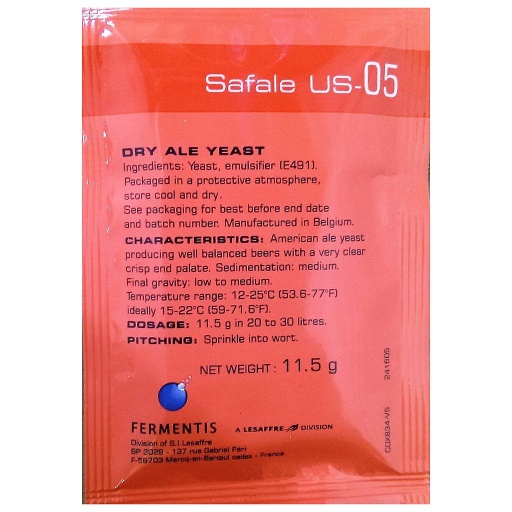 Safale US-05
DRY ALE YEAST
Ingredients: Yeast, emulsifier (E491).
Packaged in a protective atmosphere,
store cool and dry.
See packaging for best before end date
and batch number. Manufactured in Belgium.
CHARACTERISTICS: American ale yeast
producing well balanced beers with a very clear
crisp end palate. Sedimentation: medium.
Final gravity: low to medium.
Temperature range: 12-25°C (53.6-77°F)
ideally 15-22°C (59-71.6°F).
DOSAGE: 11.5 g in 20 to 30 litres.
PITCHING: Sprinkle into wort.
NET WEIGHT: 11.5 g
FERMENTIS A LESAFFRE DIVISION
Division of S.I Lesaffre
BP 3029 - 137 rue Gabriel Péri
F-59703 Marcq-en-Baroeul cedex - France
COX834-V5 241605